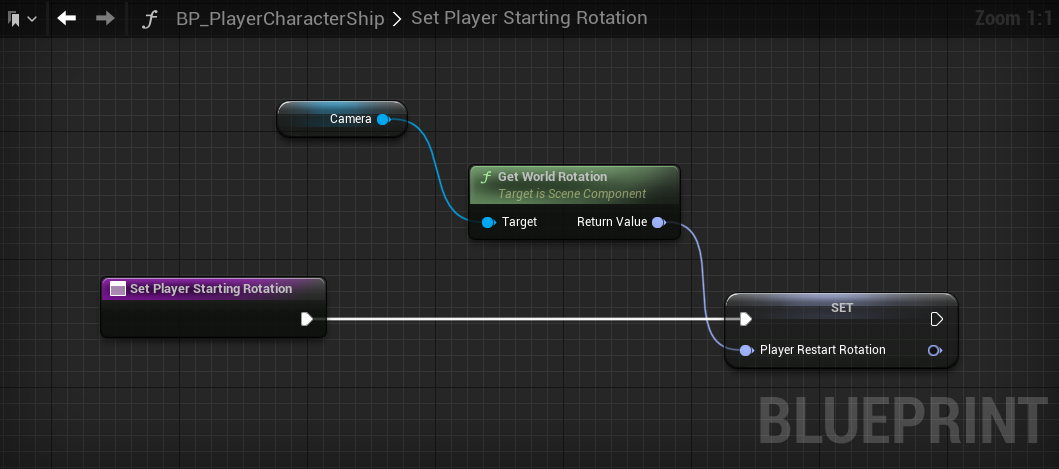 f BP_PlayerCharacterShip > Set Player Starting Rotation
Zoom 1:1
Camera
f Get World Rotation
Target is Scene Component
Target Return Value
Set Player Starting Rotation
SET
Player Restart Rotation
BLUEPRINT